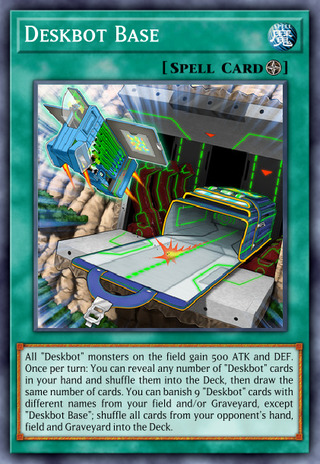 Deskbot Base
魔
[Spell Card]
All "Deskbot" monsters on the field gain 500 ATK and DEF.
Once per turn: You can reveal any number of "Deskbot" cards
in your hand and shuffle them into the Deck, then draw the
same number of cards. You can banish 9 "Deskbot" cards with
different names from your field and/or Graveyard, except
"Deskbot Base"; shuffle all cards from your opponent's hand,
field and Graveyard into the Deck.